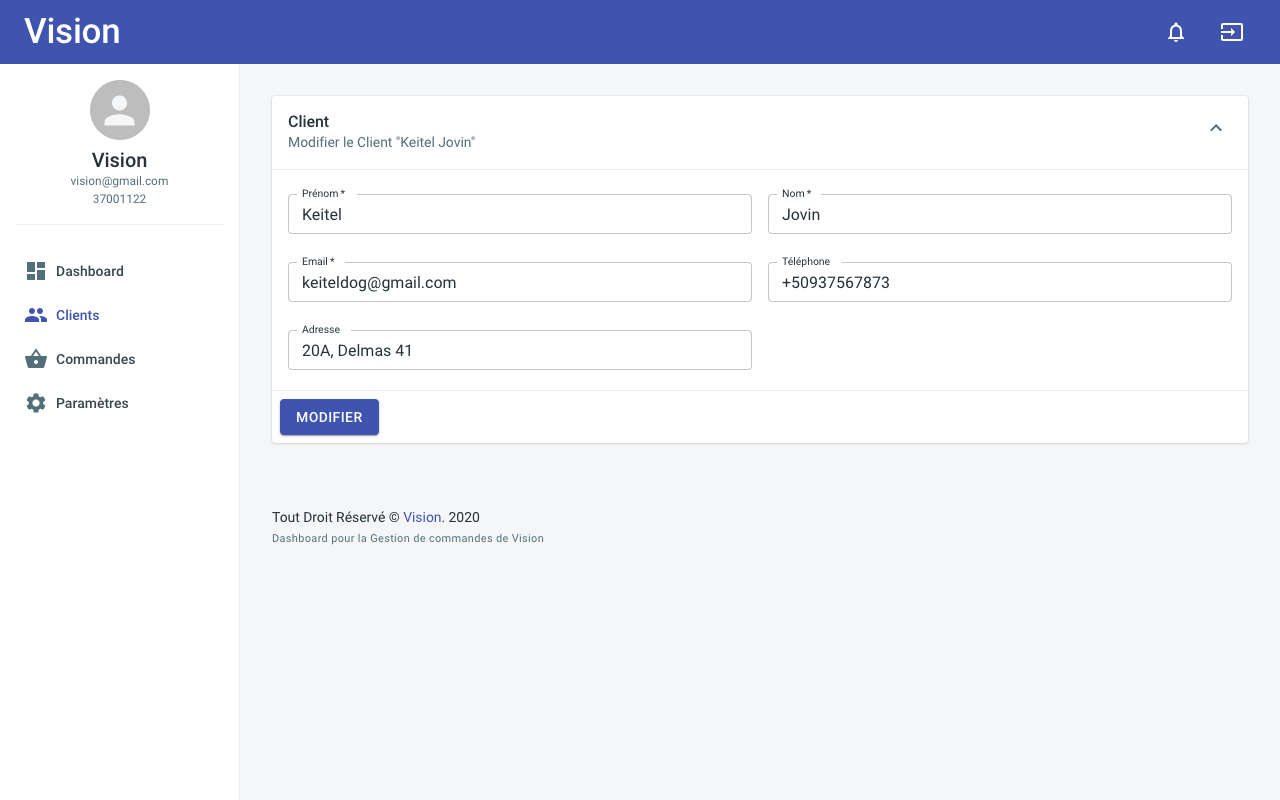 Vision
Vision
vision@gmail.com
37001122
Dashboard
Clients
Commandes
Paramètres
Client
Modifier le Client "Keitel Jovin"
Prénom *
Keitel
Nom *
Jovin
Email *
keiteldog@gmail.com
Téléphone
+50937567873
Adresse
20A, Delmas 41
MODIFIER
Tout Droit Réservé © Vision. 2020
Dashboard pour la Gestion de commandes de Vision